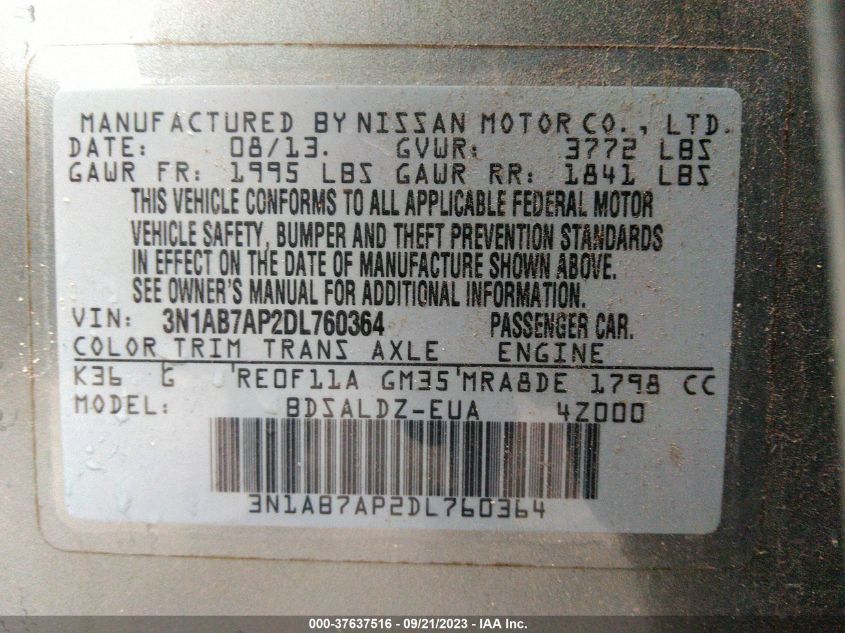 MANUFACTURED BY NISSAN MOTOR CO., LTD.
DATE: 08/13. GVWR: 3772 LBS
GAWR FR: 1995 LBS GAWR RR: 1841 LBS
THIS VEHICLE CONFORMS TO ALL APPLICABLE FEDERAL MOTOR
VEHICLE SAFETY, BUMPER AND THEFT PREVENTION STANDARDS
IN EFFECT ON THE DATE OF MANUFACTURE SHOWN ABOVE.
SEE OWNER'S MANUAL FOR ADDITIONAL INFORMATION.
VIN: 3N1AB7AP2DL760364 PASSENGER CAR.
COLOR TRIM TRANS AXLE ENGINE
K36 G 'RE0F11A GM35'MRA8DE 1798 CC
MODEL: BDSALDZ-EUA 4Z000
3N1AB7AP2DL760364
000-37637516 - 09/21/2023 - IAA Inc.